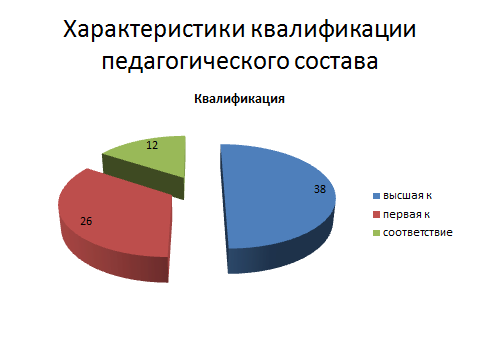 Характеристики квалификации
педагогического состава
Квалификация
12
38
26
высшая к
первая к
соответствие